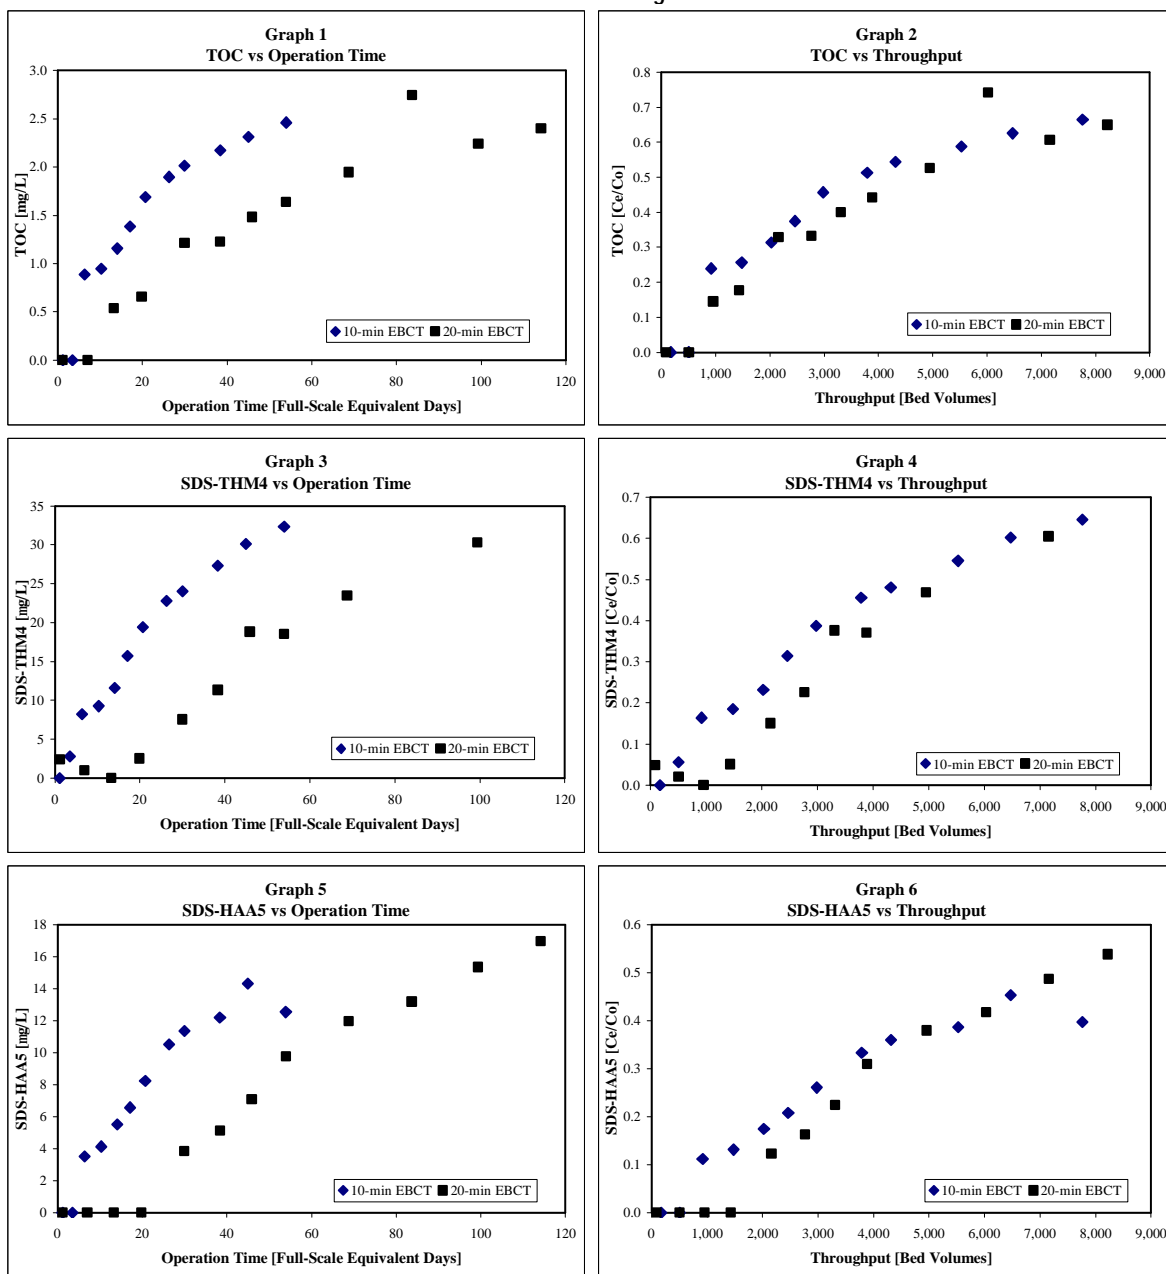 Graph 1
TOC vs Operation Time
TOC [mg/L]
3.0
2.5
2.0
1.5
1.0
0.5
0.0
0 20 40 60 80 100 120
10-min EBCT 20-min EBCT
Operation Time [Full-Scale Equivalent Days]
Graph 2
TOC vs Throughput
TOC [Ce/Co]
0.8
0.7
0.6
0.5
0.4
0.3
0.2
0.1
0.0
0 1,000 2,000 3,000 4,000 5,000 6,000 7,000 8,000 9,000
10-min EBCT 20-min EBCT
Throughput [Bed Volumes]
Graph 3
SDS-THM4 vs Operation Time
SDS-THM4 [mg/L]
35
30
25
20
15
10
5
0
0 20 40 60 80 100 120
10-min EBCT 20-min EBCT
Operation Time [Full-Scale Equivalent Days]
Graph 4
SDS-THM4 vs Throughput
SDS-THM4 [Ce/Co]
0.7
0.6
0.5
0.4
0.3
0.2
0.1
0.0
0 1,000 2,000 3,000 4,000 5,000 6,000 7,000 8,000 9,000
10-min EBCT 20-min EBCT
Throughput [Bed Volumes]
Graph 5
SDS-HAA5 vs Operation Time
SDS-HAA5 [mg/L]
18
16
14
12
10
8
6
4
2
0
0 20 40 60 80 100 120
10-min EBCT 20-min EBCT
Operation Time [Full-Scale Equivalent Days]
Graph 6
SDS-HAA5 vs Throughput
SDS-HAA5 [Ce/Co]
0.6
0.5
0.4
0.3
0.2
0.1
0.0
0 1,000 2,000 3,000 4,000 5,000 6,000 7,000 8,000 9,000
10-min EBCT 20-min EBCT
Throughput [Bed Volumes]